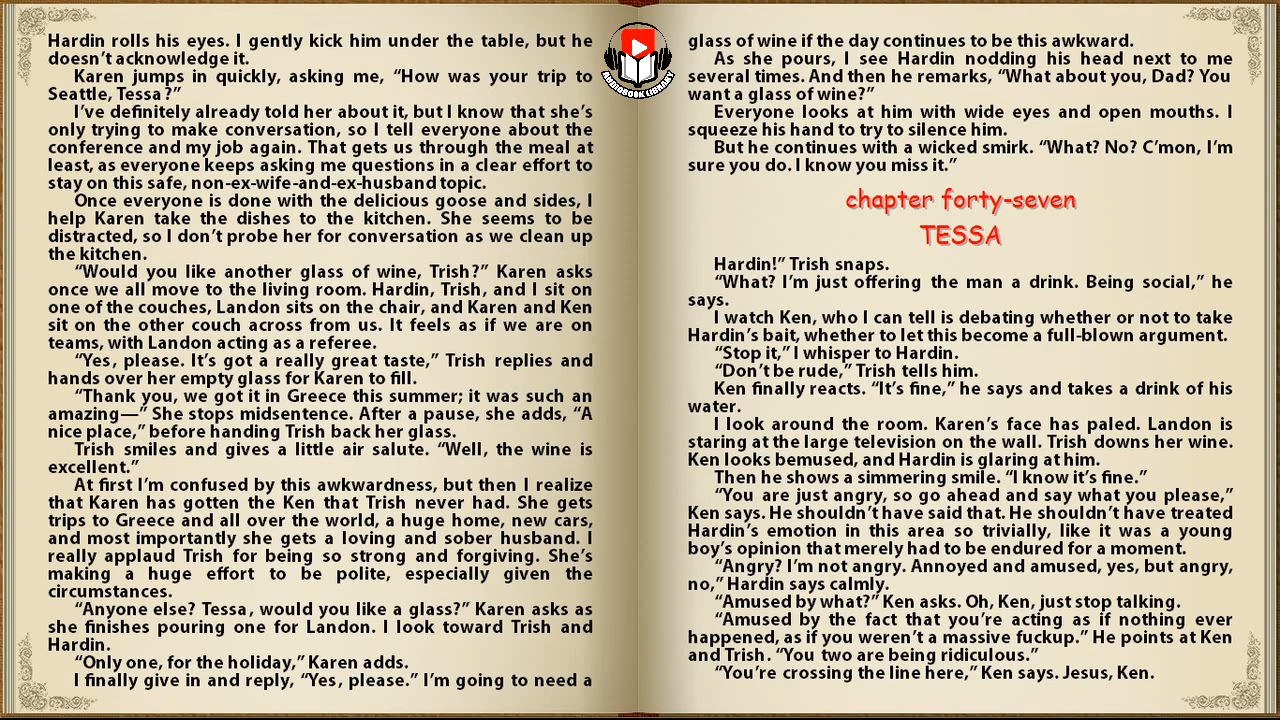 Hardin rolls his eyes. I gently kick him under the table, but he
doesn’t acknowledge it.
Karen jumps in quickly, asking me, “How was your trip to
Seattle, Tessa?”
I’ve definitely already told her about it, but I know that she’s
only trying to make conversation, so I tell everyone about the
conference and my job again. That gets us through the meal at
least, as everyone keeps asking me questions in a clear effort to
stay on this safe, non-ex-wife-and-ex-husband topic.
Once everyone is done with the delicious goose and sides, I
help Karen take the dishes to the kitchen. She seems to be
distracted, so I don’t probe her for conversation as we clean up
the kitchen.
“Would you like another glass of wine, Trish?” Karen asks
once we all move to the living room. Hardin, Trish, and I sit on
one of the couches, Landon sits on the chair, and Karen and Ken
sit on the other couch across from us. It feels as if we are on
teams, with Landon acting as a referee.
“Yes, please. It’s got a really great taste,” Trish replies and
hands over her empty glass for Karen to fill.
“Thank you, we got it in Greece this summer; it was such an
amazing—” She stops midsentence. After a pause, she adds, “A
nice place,” before handing Trish back her glass.
Trish smiles and gives a little air salute. “Well, the wine is
excellent.”
At first I’m confused by this awkwardness, but then I realize
that Karen has gotten the Ken that Trish never had. She gets
trips to Greece and all over the world, a huge home, new cars,
and most importantly she gets a loving and sober husband. I
really applaud Trish for being so strong and forgiving. She’s
making a huge effort to be polite, especially given the
circumstances.
“Anyone else? Tessa, would you like a glass?” Karen asks as
she finishes pouring one for Landon. I look toward Trish and
Hardin.
“Only one, for the holiday,” Karen adds.
I finally give in and reply, “Yes, please.” I’m going to need a
AUDIOBOOK LIBRARY
glass of wine if the day continues to be this awkward.
As she pours, I see Hardin nodding his head next to me
several times. And then he remarks, “What about you, Dad? You
want a glass of wine?”
Everyone looks at him with wide eyes and open mouths. I
squeeze his hand to try to silence him.
But he continues with a wicked smirk. “What? No? C’mon, I’m
sure you do. I know you miss it.”
chapter forty-seven
TESSA
Hardin!” Trish snaps.
“What? I’m just offering the man a drink. Being social,” he
says.
I watch Ken, who I can tell is debating whether or not to take
Hardin’s bait, whether to let this become a full-blown argument.
“Stop it,” I whisper to Hardin.
“Don’t be rude,” Trish tells him.
Ken finally reacts. “It’s fine,” he says and takes a drink of his
water.
I look around the room. Karen’s face has paled. Landon is
staring at the large television on the wall. Trish downs her wine.
Ken looks bemused, and Hardin is glaring at him.
Then he shows a simmering smile. “I know it’s fine.”
“You are just angry, so go ahead and say what you please,”
Ken says. He shouldn’t have said that. He shouldn’t have treated
Hardin’s emotion in this area so trivially, like it was a young
boy’s opinion that merely had to be endured for a moment.
“Angry? I’m not angry. Annoyed and amused, yes, but angry,
no,” Hardin says calmly.
“Amused by what?” Ken asks. Oh, Ken, just stop talking.
“Amused by the fact that you’re acting as if nothing ever
happened, as if you weren’t a massive fuckup.” He points at Ken
and Trish. “You two are being ridiculous.”
“You’re crossing the line here,” Ken says. Jesus, Ken.